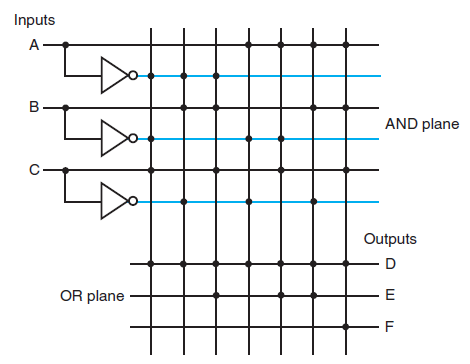 Inputs
A
B
AND plane
C
Outputs
D
OR plane
E
F